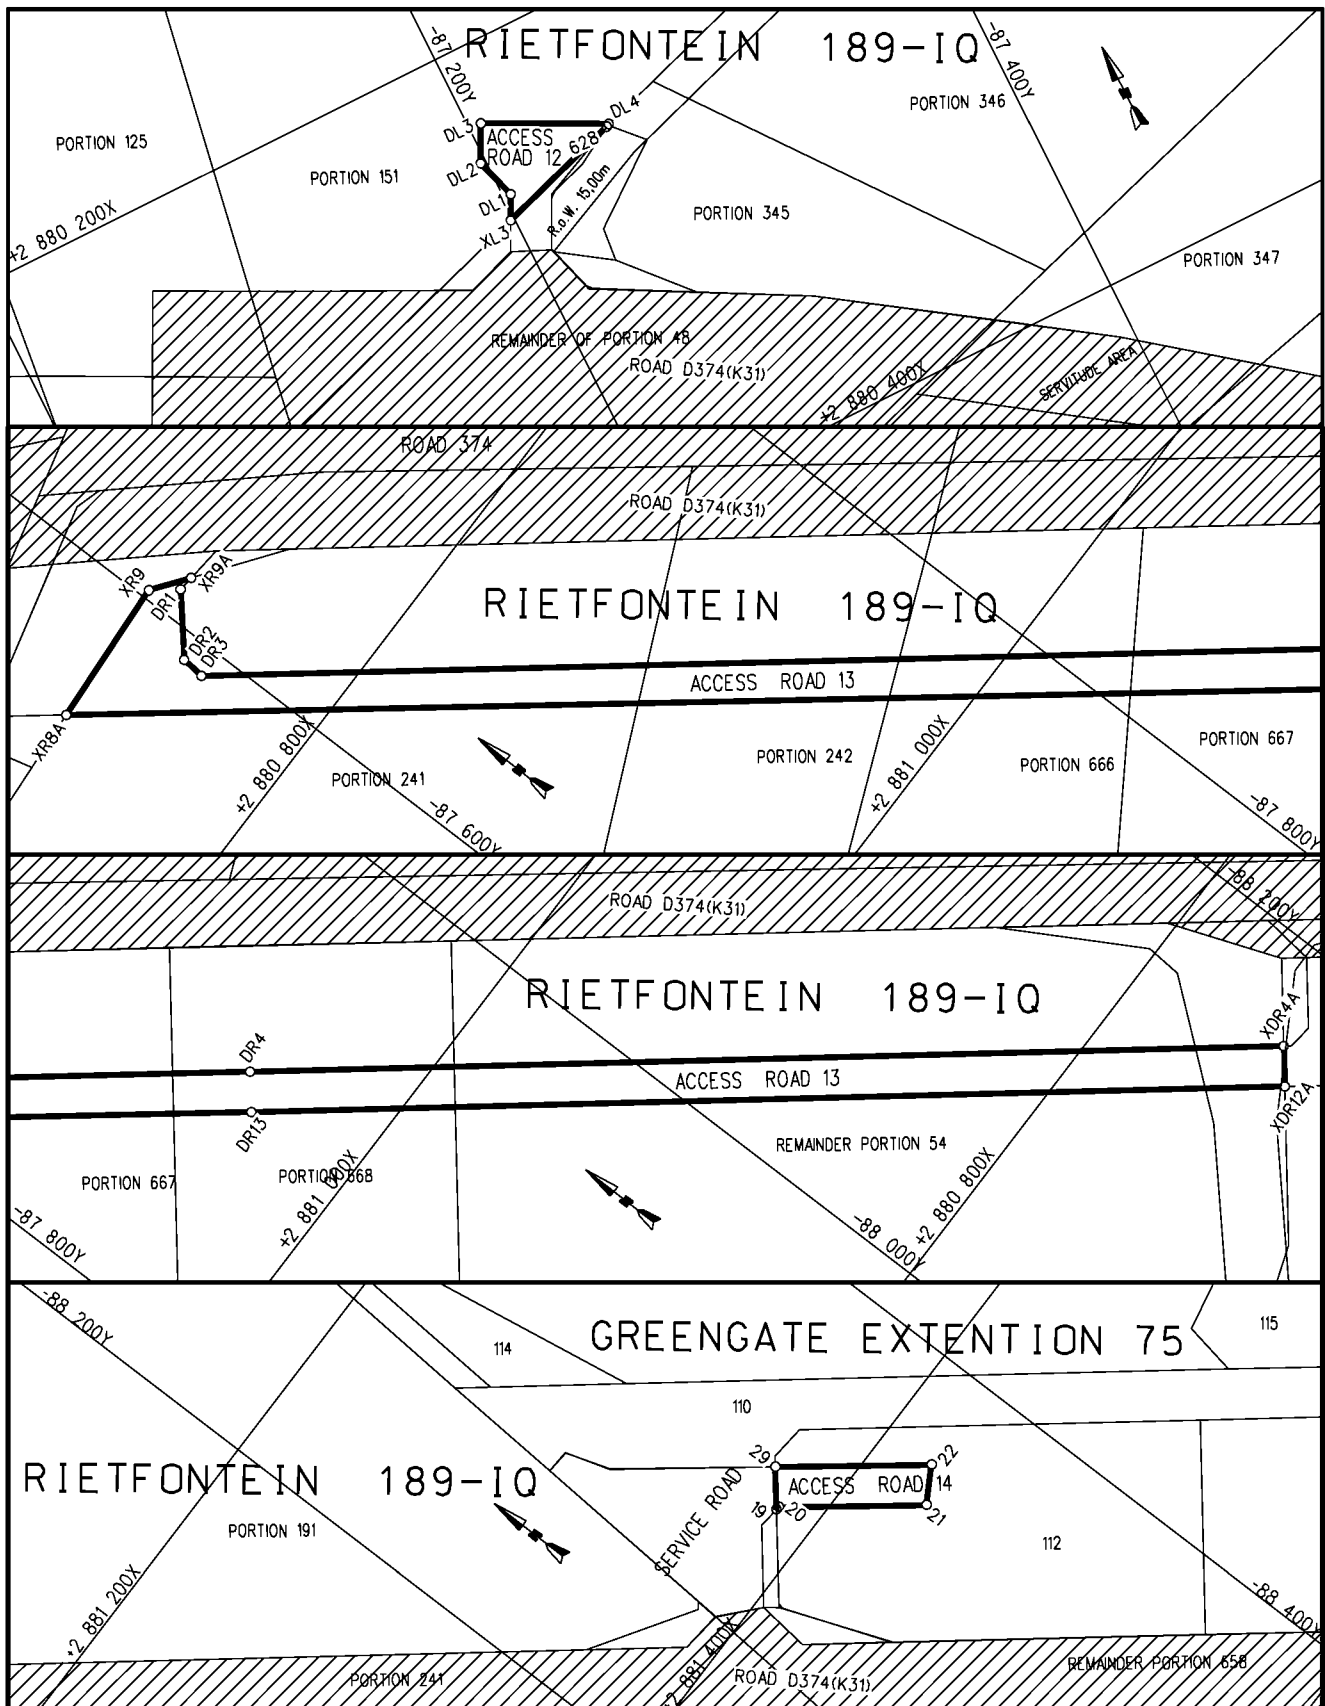 RIETFONTEIN 189-IQ
-87 200Y
-87 400Y
PORTION 346
DL4
DL3
ACCESS
ROAD 12
628
PORTION 125
DL2
PORTION 151
DL1
R.o.W. 15,00m
PORTION 345
XL3
+2 880 200X
PORTION 347
REMAINDER OF PORTION 48
ROAD D374(K31)
SERVITUDE AREA
+2 880 400X
ROAD 374
ROAD D374(K31)
XR9
XR9A
DR1
RIETFONTEIN 189-IQ
DR2
DR3
ACCESS ROAD 13
XR8A
PORTION 667
PORTION 242
PORTION 666
+2 880 800X
PORTION 241
+2 881 000X
-87 600Y
-87 800Y
-88 200Y
ROAD D374(K31)
RIETFONTEIN 189-IQ
XDR4A
DR4
ACCESS ROAD 13
XDR12A
DR13
REMAINDER PORTION 54
PORTION 667
PORTION 668
+2 881 000X
+2 880 800X
-87 800Y
-88 000Y
-88 200Y
GREENGATE EXTENTION 75
114
115
110
29
22
RIETFONTEIN 189-IQ
SERVICE ROAD
ACCESS ROAD 14
19
20
21
PORTION 191
112
+2 881 200X
-88 400Y
+2 881 400X
PORTION 241
ROAD D374(K31)
REMAINDER PORTION 658